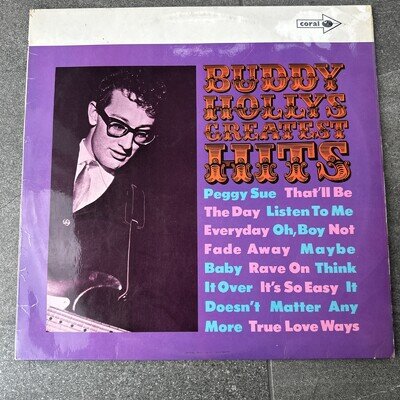 coral
BUDDY
HOLLY'S
GREATEST
HITS
Peggy Sue That'll Be
The Day Listen To Me
Everyday Oh, Boy Not
Fade Away Maybe
Baby Rave On Think
It Over It's So Easy It
Doesn't Matter Any
More True Love Ways